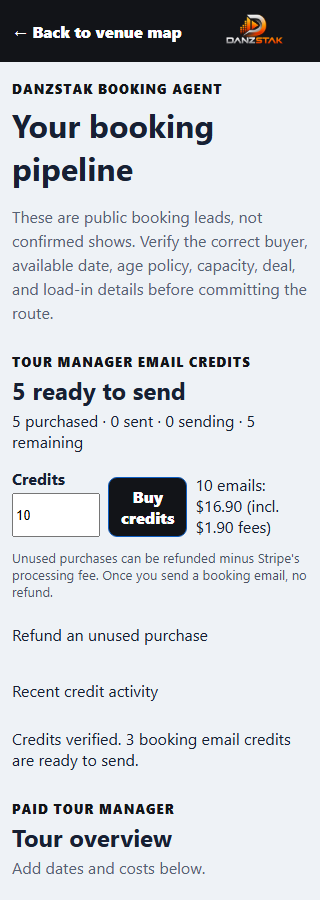 ← Back to venue map
DANZSTAK
DANZSTAK BOOKING AGENT
Your booking
pipeline
These are public booking leads, not
confirmed shows. Verify the correct buyer,
available date, age policy, capacity, deal,
and load-in details before committing the
route.
TOUR MANAGER EMAIL CREDITS
5 ready to send
5 purchased · 0 sent · 0 sending · 5
remaining
Credits
10
Buy
credits
10 emails:
$16.90 (incl.
$1.90 fees)
Unused purchases can be refunded minus Stripe's
processing fee. Once you send a booking email, no
refund.
Refund an unused purchase
Recent credit activity
Credits verified. 3 booking email credits
are ready to send.
PAID TOUR MANAGER
Tour overview
Add dates and costs below.